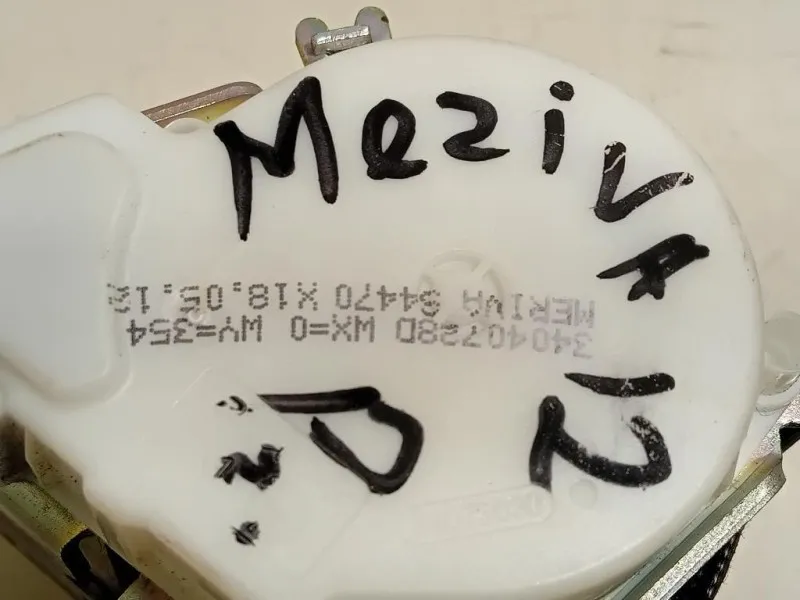 MeziVA
34040728D WX=0 WY=354
MERIVA S4470 X18.05.12